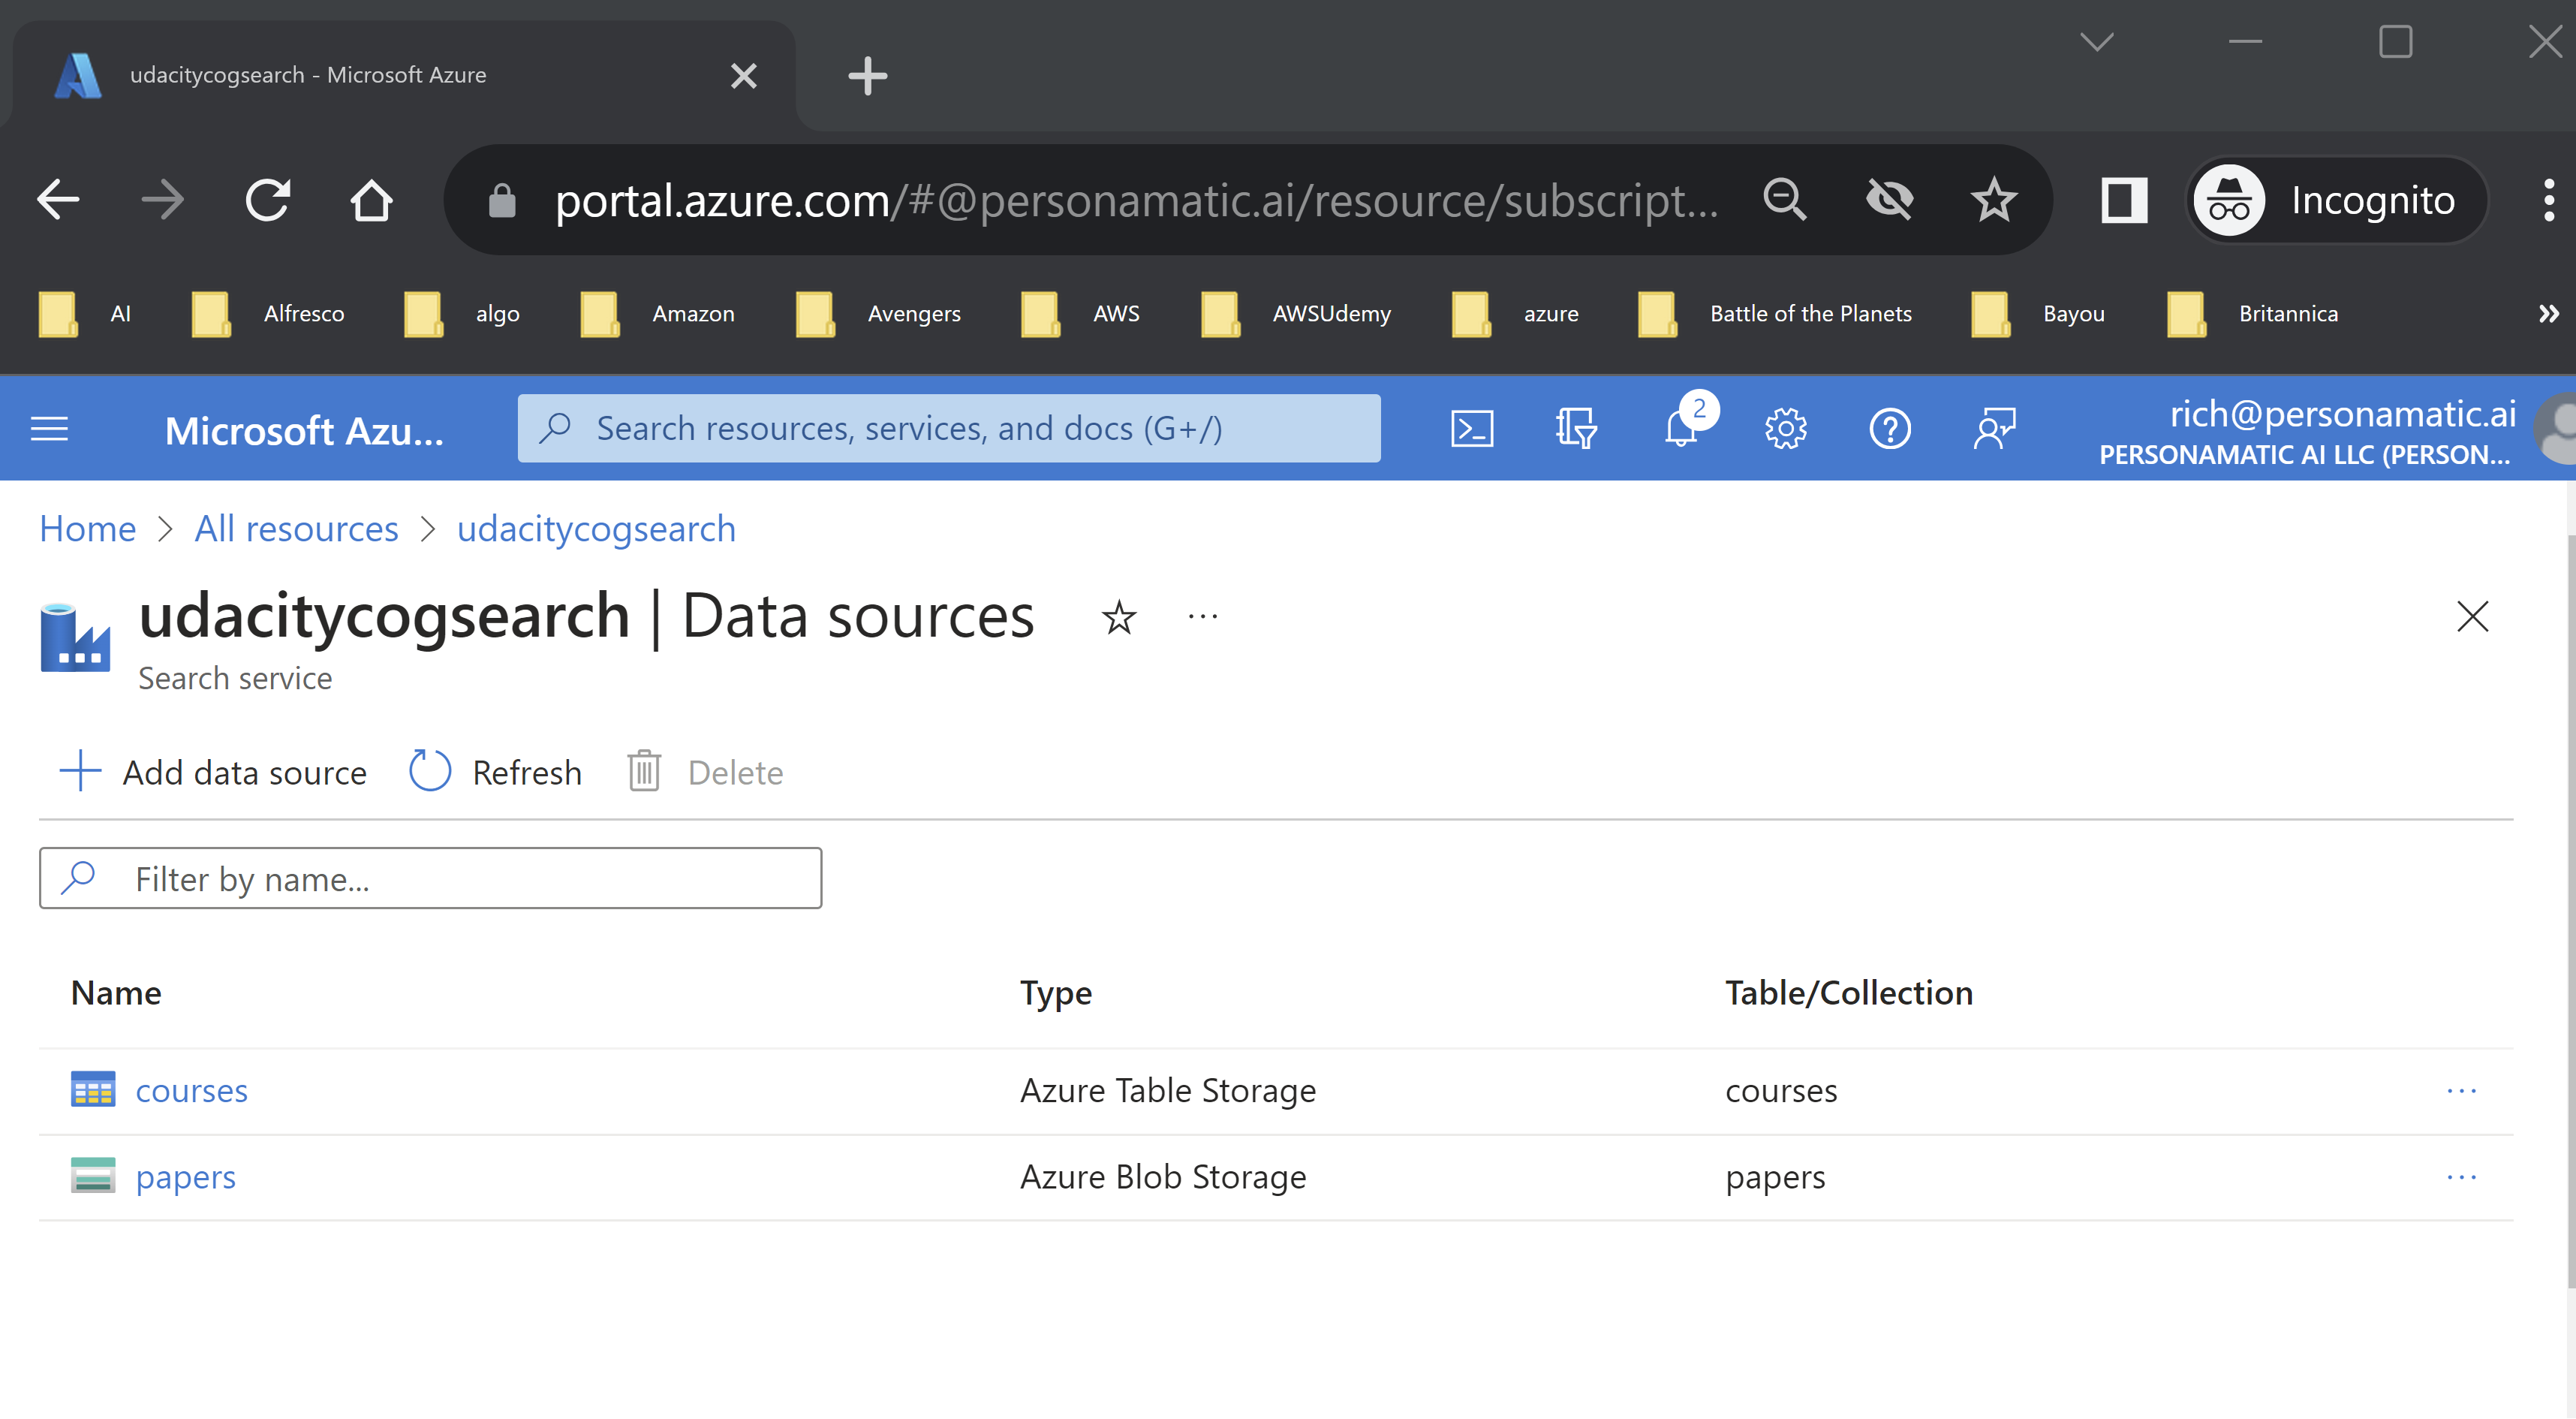 udacitycogsearch - Microsoft Azure
portal.azure.com/#@personamatic.ai/resource/subscript...
Incognito
AI
Alfresco
algo
Amazon
Avengers
AWS
AWSUdemy
azure
Battle of the Planets
Bayou
Britannica
Microsoft Azu...
Search resources, services, and docs (G+/)
2
rich@personamatic.ai
PERSONAMATIC AI LLC (PERSON...
Home > All resources > udacitycogsearch
udacitycogsearch | Data sources
Search service
Add data source
Refresh
Delete
Filter by name...
Name Type Table/Collection
courses Azure Table Storage courses
papers Azure Blob Storage papers